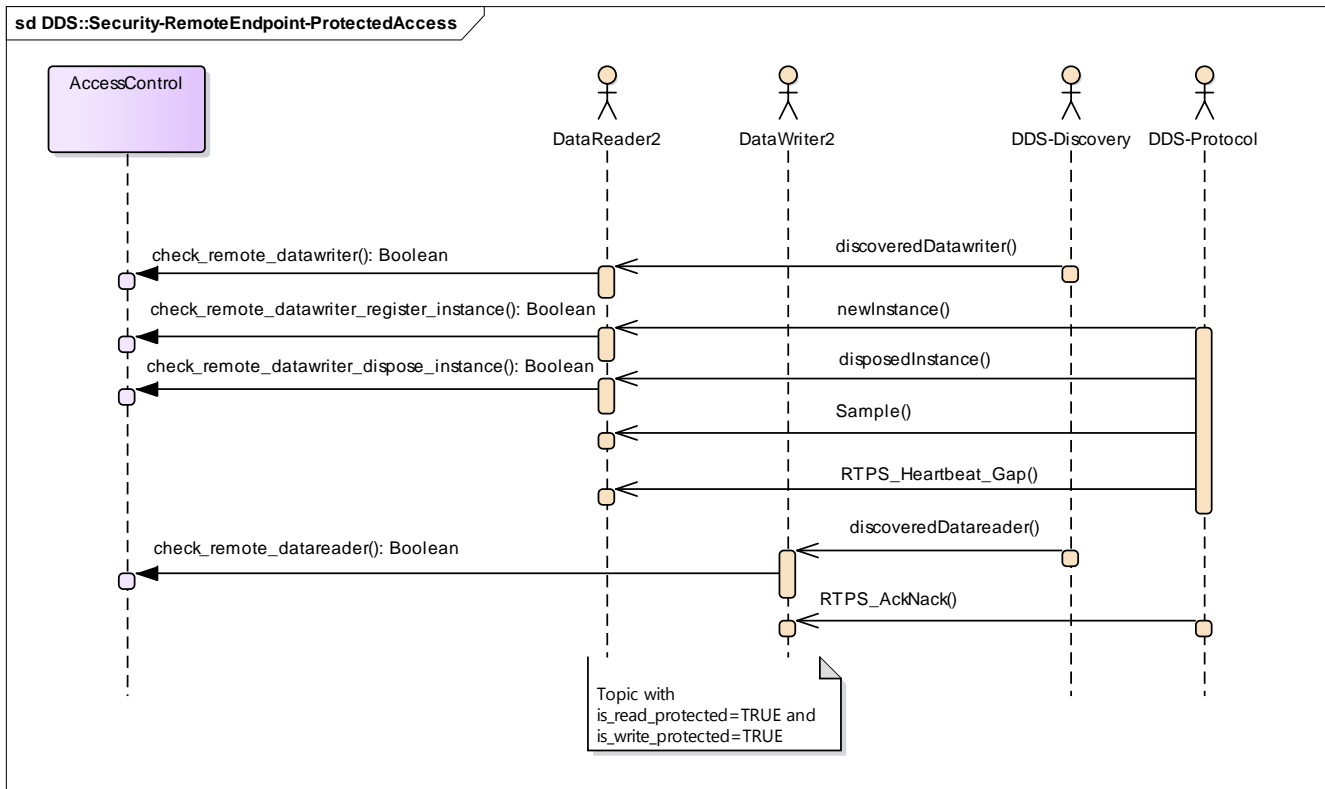 sd DDS::Security-RemoteEndpoint-ProtectedAccess
AccessControl
DataReader2
DataWriter2
DDS-Discovery
DDS-Protocol
discoveredDatawriter()
check_remote_datawriter(): Boolean
newInstance()
check_remote_datawriter_register_instance(): Boolean
disposedInstance()
check_remote_datawriter_dispose_instance(): Boolean
Sample()
RTPS_Heartbeat_Gap()
discoveredDatareader()
check_remote_datareader(): Boolean
RTPS_AckNack()
Topic with
is_read_protected=TRUE and
is_write_protected=TRUE